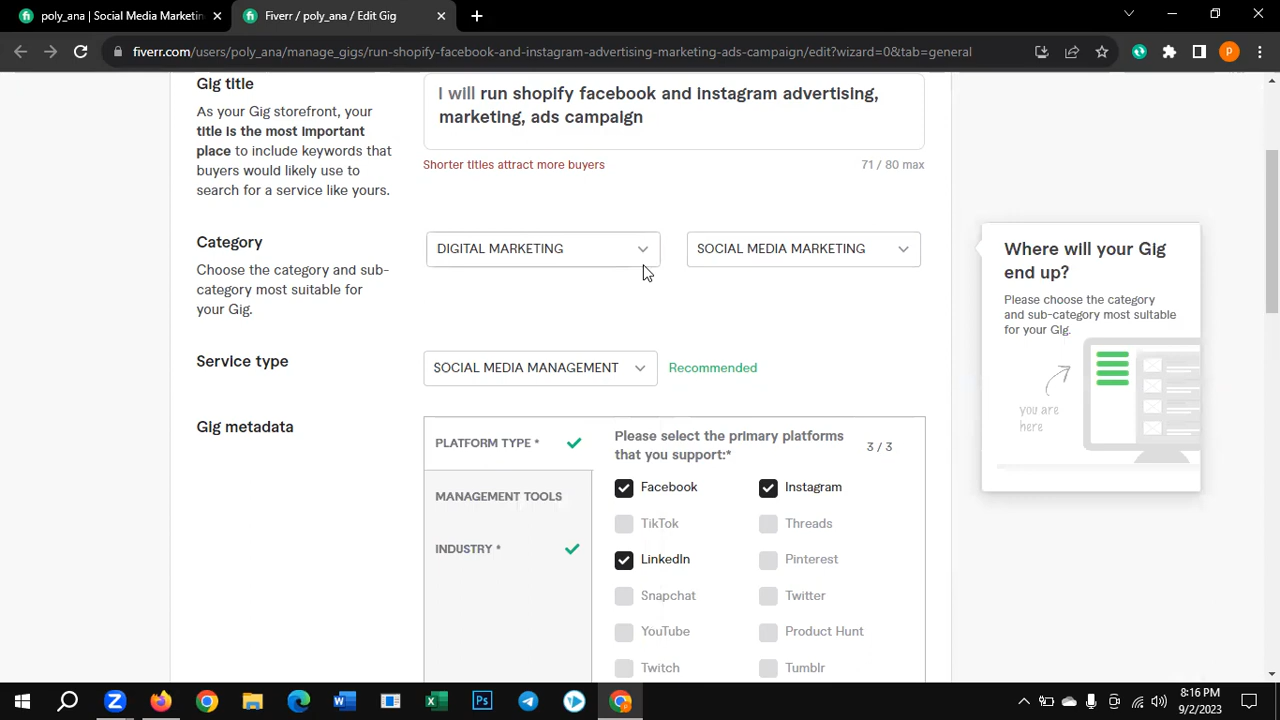 poly_ana | Social Media Marketin
Fiverr / poly_ana / Edit Gig
fiverr.com/users/poly_ana/manage_gigs/run-shopify-facebook-and-instagram-advertising-marketing-ads-campaign/edit?wizard=0&tab=general
P
Gig title
As your Gig storefront, your
title is the most important
place to include keywords that
buyers would likely use to
search for a service like yours.
I will run shopify facebook and instagram advertising,
marketing, ads campaign
Shorter titles attract more buyers
71 / 80 max
Category
Choose the category and sub-
category most suitable for
your Gig.
DIGITAL MARKETING
SOCIAL MEDIA MARKETING
Where will your Gig
end up?
Please choose the category
and sub-category most suitable
for your Gig.
you are
here
Service type
SOCIAL MEDIA MANAGEMENT
Recommended
Gig metadata
PLATFORM TYPE *
MANAGEMENT TOOLS
INDUSTRY *
Please select the primary platforms
that you support:*
3 / 3
Facebook
Instagram
TikTok
Threads
LinkedIn
Pinterest
Snapchat
Twitter
YouTube
Product Hunt
Twitch
Tumblr
8:16 PM
9/2/2023